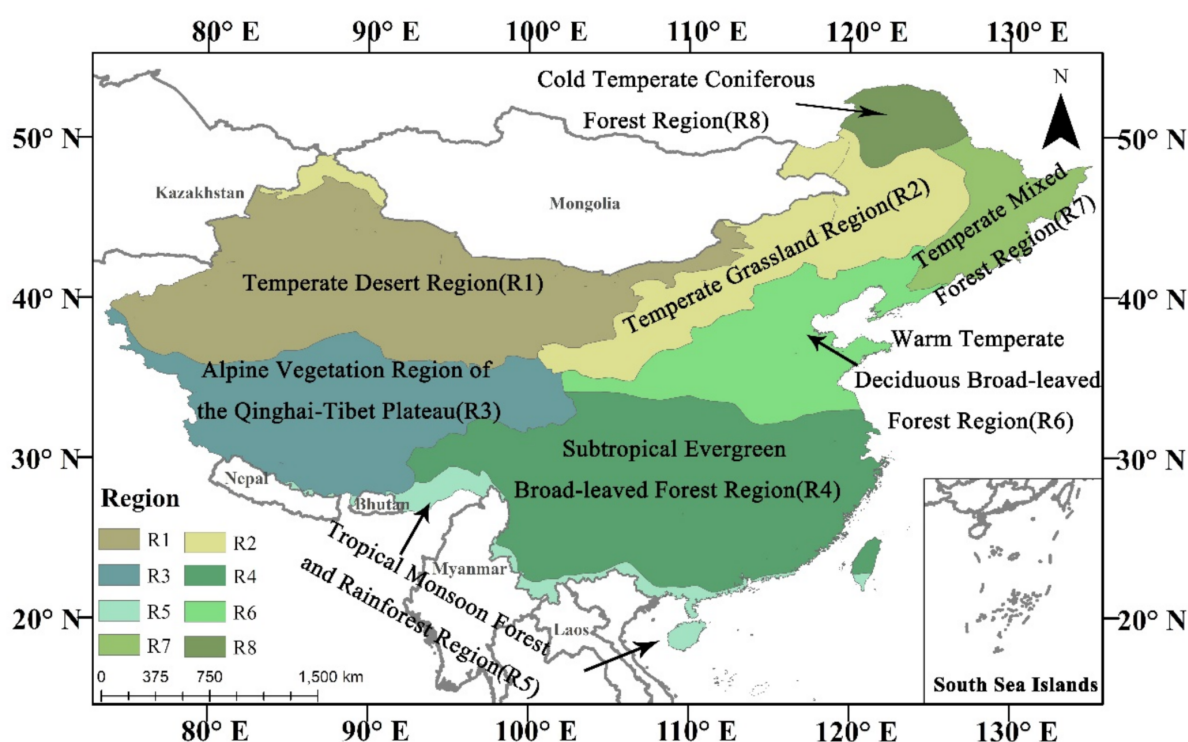 80° E 90° E 100° E 110° E 120° E 130° E
Cold Temperate Coniferous
Forest Region(R8)
N
50° N
50° N
Kazakhstan
Mongolia
Temperate Mixed
Forest Region(R7)
Temperate Grassland Region(R2)
Temperate Desert Region(R1)
40° N
40° N
Warm Temperate
Deciduous Broad-leaved
Forest Region(R6)
Alpine Vegetation Region of
the Qinghai-Tibet Plateau(R3)
Subtropical Evergreen
Broad-leaved Forest Region(R4)
30° N
30° N
Nepal
Bhutan
Myanmar
Laos
Tropical Monsoon Forest
and Rainforest Region(R5)
Region
R1 R2
R3 R4
R5 R6
R7 R8
20° N
20° N
0 375 750 1,500 km
South Sea Islands
80° E 90° E 100° E 110° E 120° E 130° E